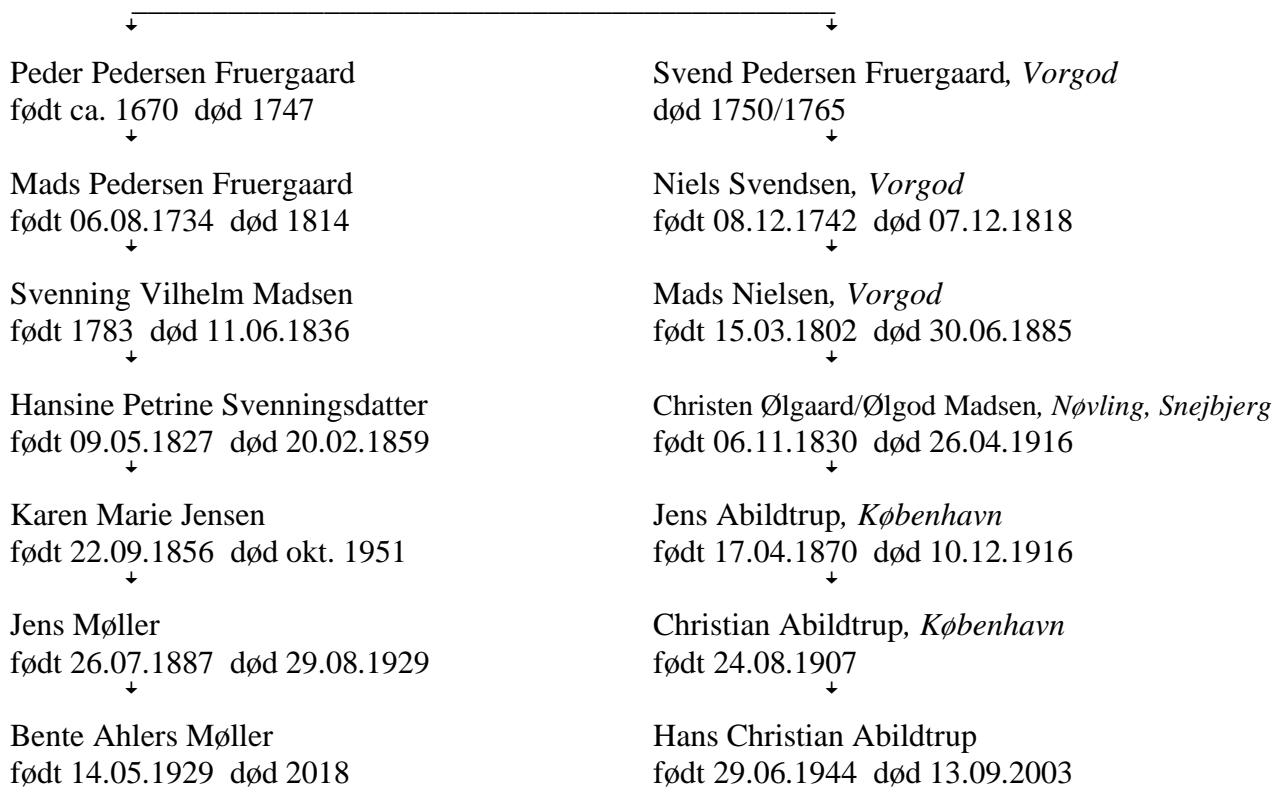 Peder Pedersen Fruergaard
født ca. 1670 død 1747
Mads Pedersen Fruergaard
født 06.08.1734 død 1814
Svenning Vilhelm Madsen
født 1783 død 11.06.1836
Hansine Petrine Svenningsdatter
født 09.05.1827 død 20.02.1859
Karen Marie Jensen
født 22.09.1856 død okt. 1951
Jens Møller
født 26.07.1887 død 29.08.1929
Bente Ahlers Møller
født 14.05.1929 død 2018
Svend Pedersen Fruergaard, Vorgod
død 1750/1765
Niels Svendsen, Vorgod
født 08.12.1742 død 07.12.1818
Mads Nielsen, Vorgod
født 15.03.1802 død 30.06.1885
Christen Ølgaard/Ølgod Madsen, Nøvling, Snejbjerg
født 06.11.1830 død 26.04.1916
Jens Abildtrup, København
født 17.04.1870 død 10.12.1916
Christian Abildtrup, København
født 24.08.1907
Hans Christian Abildtrup
født 29.06.1944 død 13.09.2003